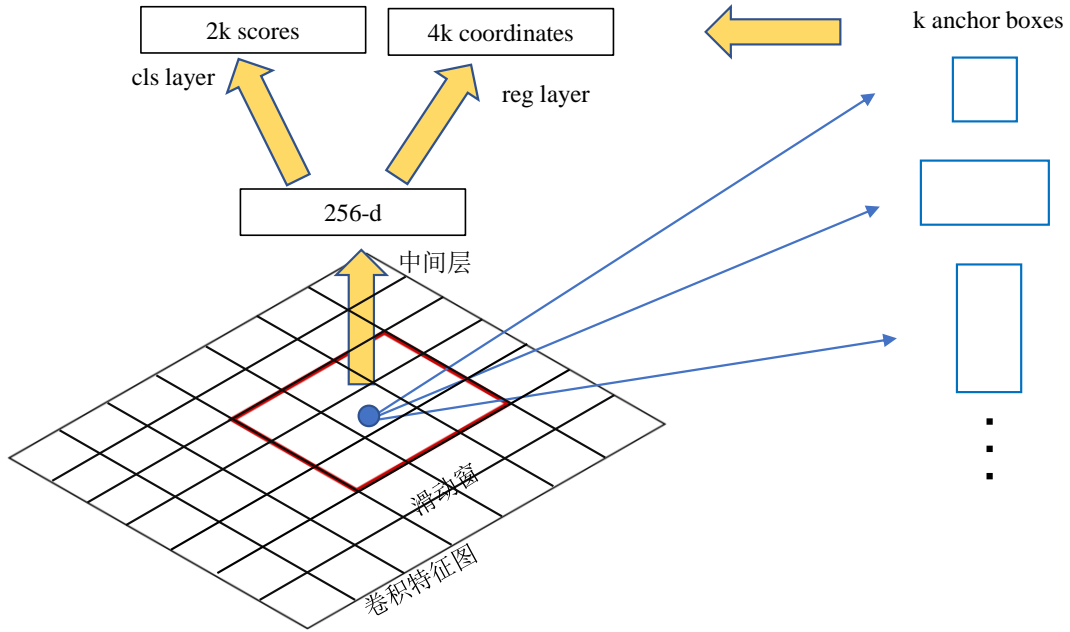 2k scores
4k coordinates
k anchor boxes
cls layer
reg layer
256-d
中间层
滑动窗
卷积特征图